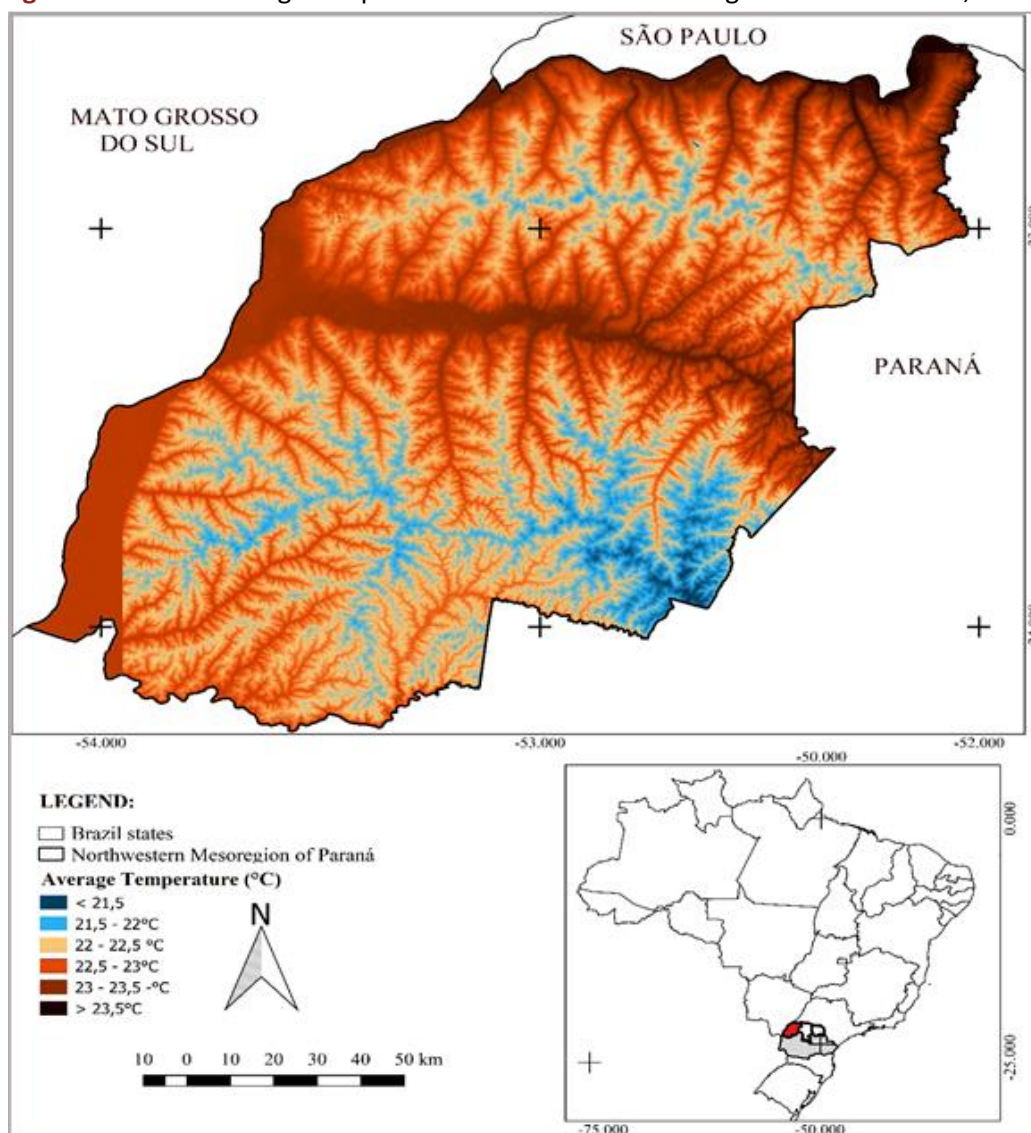 SÃO PAULO
MATO GROSSO
DO SUL
PARANÁ
-54.000
-53.000
-52.000
-50.000
LEGEND:
Brazil states
Northwestern Mesoregion of Paraná
Average Temperature (°C)
< 21,5
21,5 - 22°C
22 - 22,5 °C
22,5 - 23°C
23 - 23,5 -°C
> 23,5°C
N
10 0 10 20 30 40 50 km
0.000
-25.000
-75.000
-50.000